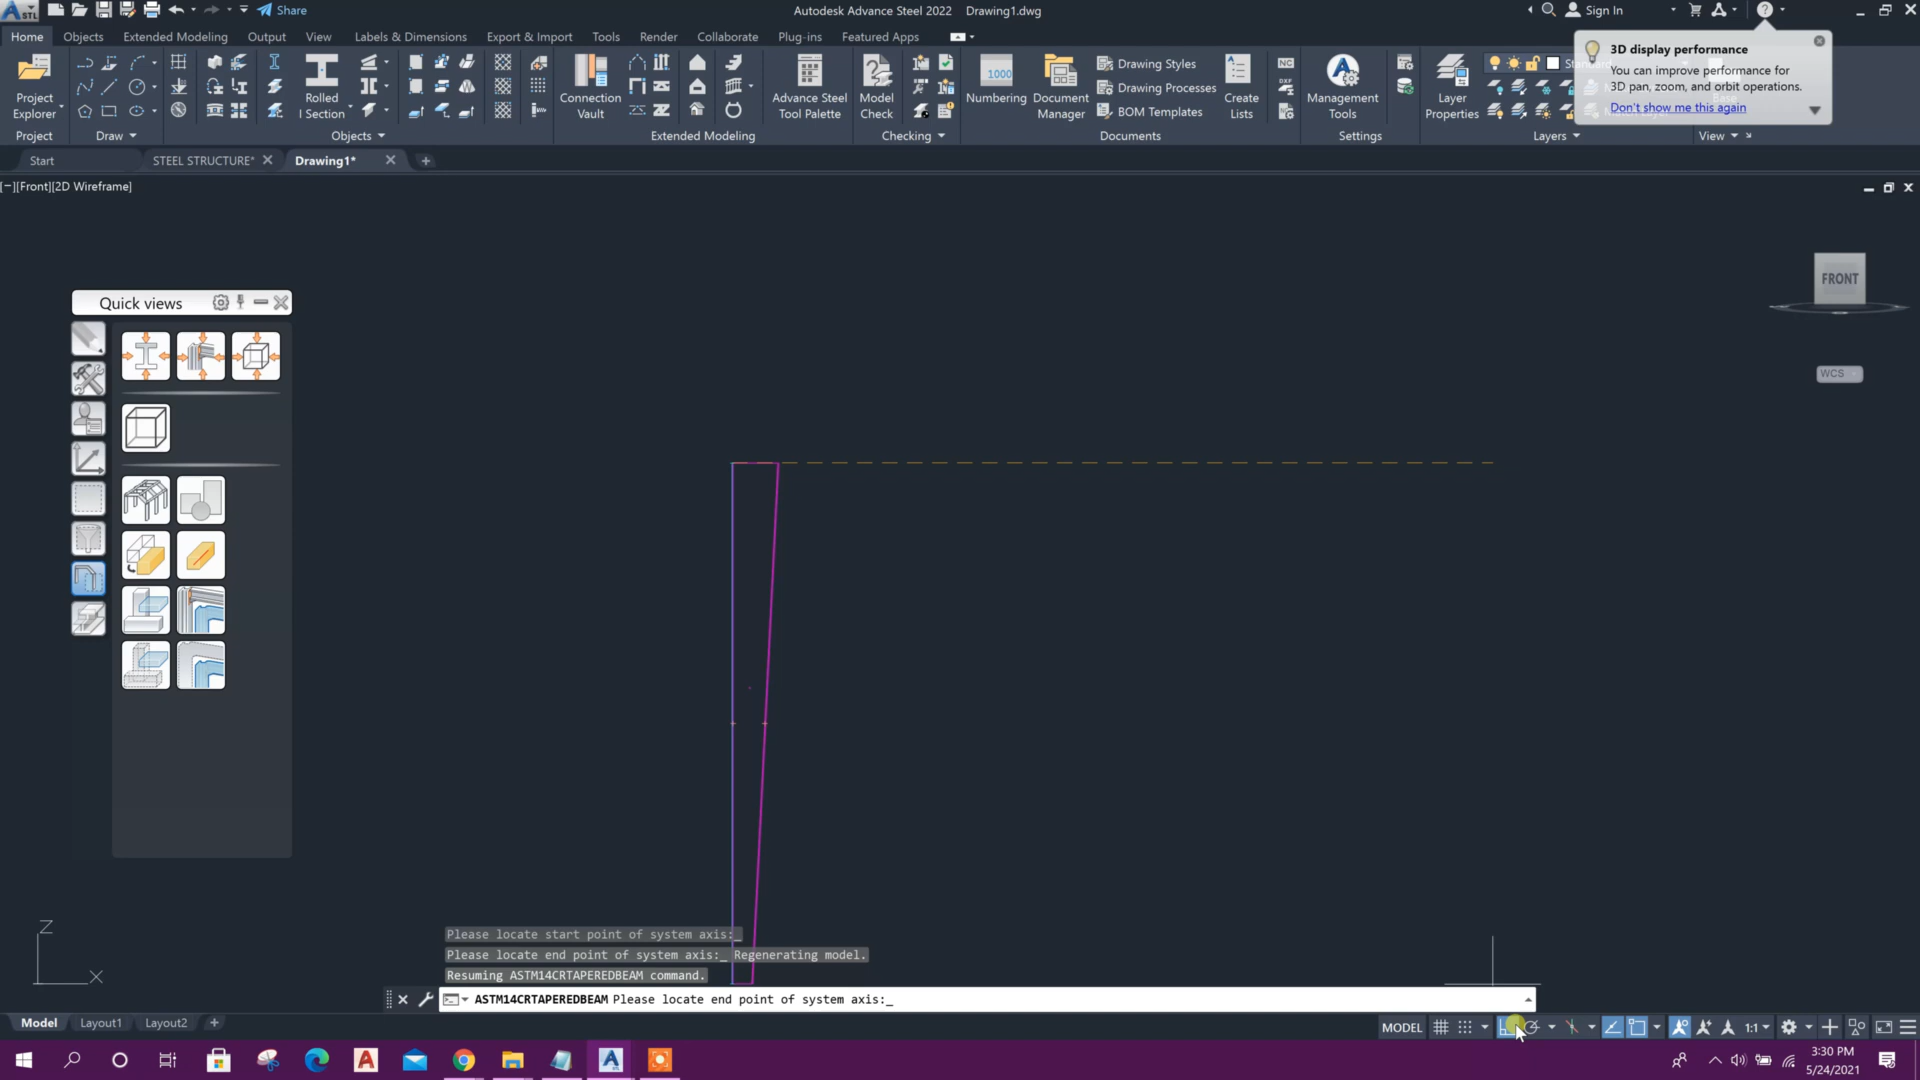 STL
Share
Autodesk Advance Steel 2022 Drawing1.dwg
Sign In
Home Objects Extended Modeling Output View Labels & Dimensions Export & Import Tools Render Collaborate Plug-ins Featured Apps
3D display performance
You can improve performance for
3D pan, zoom, and orbit operations.
Don't show me this again
Project
Explorer
Rolled
I Section
Connection
Vault
Advance Steel
Tool Palette
Model
Check
1000
Numbering
Document
Manager
Drawing Styles
Drawing Processes
BOM Templates
Create
Lists
NC
DXF
Management
Tools
Layer
Properties
Project Draw Objects Extended Modeling Checking Documents Settings Layers View
Start STEEL STRUCTURE* Drawing1*
[−][Front][2D Wireframe]
FRONT
WCS
Quick views
Z
X
Please locate start point of system axis:_
Please locate end point of system axis:_ Regenerating model.
Resuming ASTM14CRTAPEREDBEAM command.
ASTM14CRTAPEREDBEAM Please locate end point of system axis:_
Model Layout1 Layout2
MODEL
1:1
3:30 PM
5/24/2021